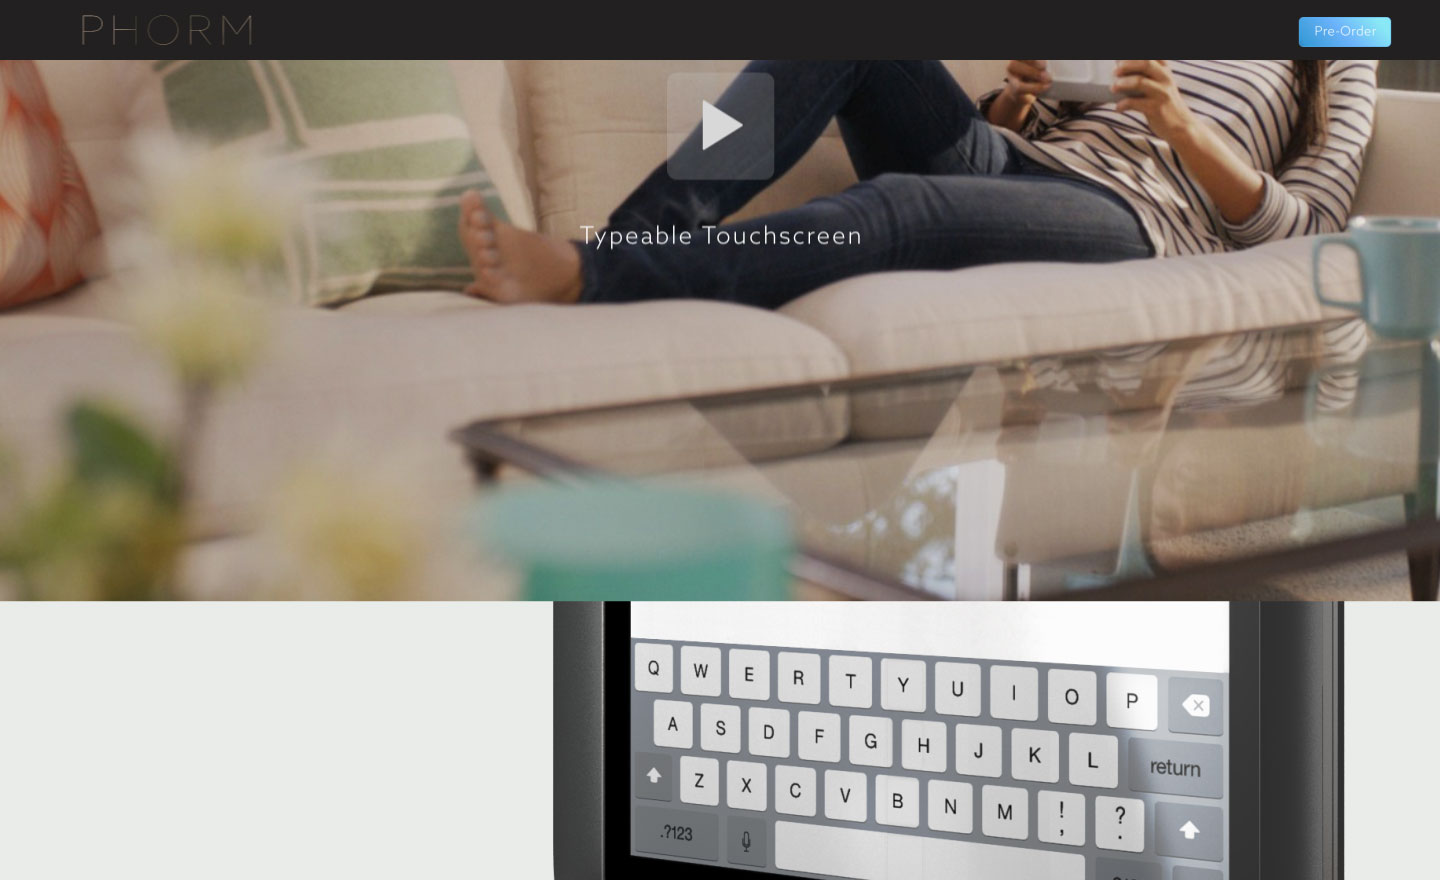 PHORM
Pre-Order
Typeable Touchscreen
Q W E R T Y U I O P
A S D F G H J K L return
Z X C V B N M ! , ? .
.?123